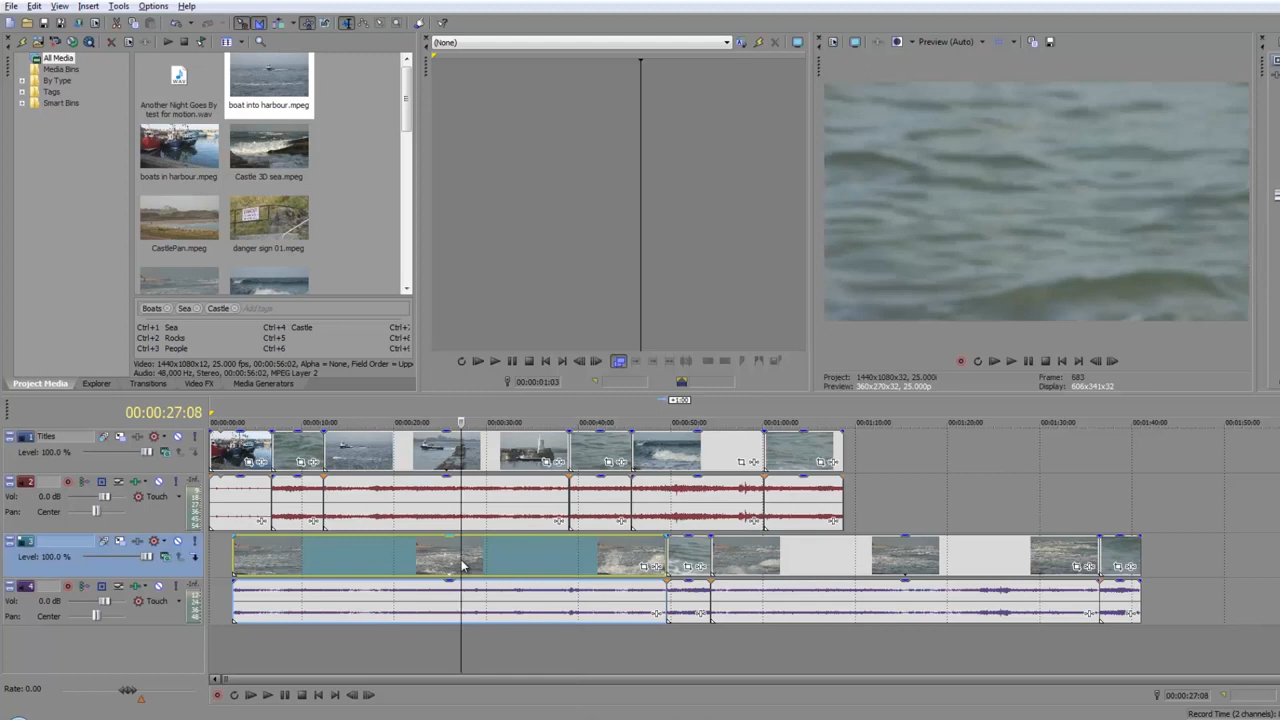 File Edit View Insert Tools Options Help
(None)
Preview (Auto)
All Media
Media Bins
By Type
Tags
Smart Bins
Another Night Goes By
test for motion.wav
boat into harbour.mpeg
boats in harbour.mpeg
Castle 3D sea.mpeg
CastlePan.mpeg
danger sign 01.mpeg
Boats Sea Castle Add tags
Ctrl+1 Sea Ctrl+4 Castle
Ctrl+2 Rocks Ctrl+5
Ctrl+3 People Ctrl+6
Video: 1440x1080x32, 25.000 fps, 00:00:56:02, Alpha = None, Field Order = Uppe
Audio: 48,000 Hz, Stereo, 00:00:56:02, MPEG Layer 2
Project Media Explorer Transitions Video FX Media Generators
00:00:01:03
Project: 1440x1080x32, 25.000i
Preview: 360x270x32, 25.000p
Frame: 683
Display: 606x341x32
00:00:27:08
+1:00
00:00:00:00 00:00:10:00 00:00:20:00 00:00:30:00 00:00:40:00 00:00:50:00 00:01:00:00 00:01:10:00 00:01:20:00 00:01:30:00 00:01:40:00 00:01:50:00
1 Titles
Level: 100.0 %
2
Vol: 0.0 dB Touch
Pan: Center
3
Level: 100.0 %
4
Vol: 0.0 dB Touch
Pan: Center
Rate: 0.00
00:00:27:08
Record Time (2 channels):